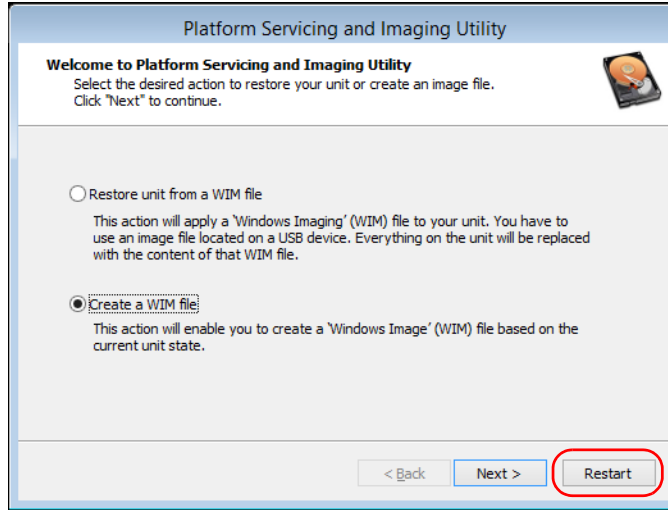 Platform Servicing and Imaging Utility
Welcome to Platform Servicing and Imaging Utility
Select the desired action to restore your unit or create an image file.
Click "Next" to continue.
Restore unit from a WIM file
This action will apply a ‘Windows Imaging’ (WIM) file to your unit. You have to
use an image file located on a USB device. Everything on the unit will be replaced
with the content of that WIM file.
Create a WIM file
This action will enable you to create a ‘Windows Image’ (WIM) file based on the
current unit state.
< Back Next > Restart